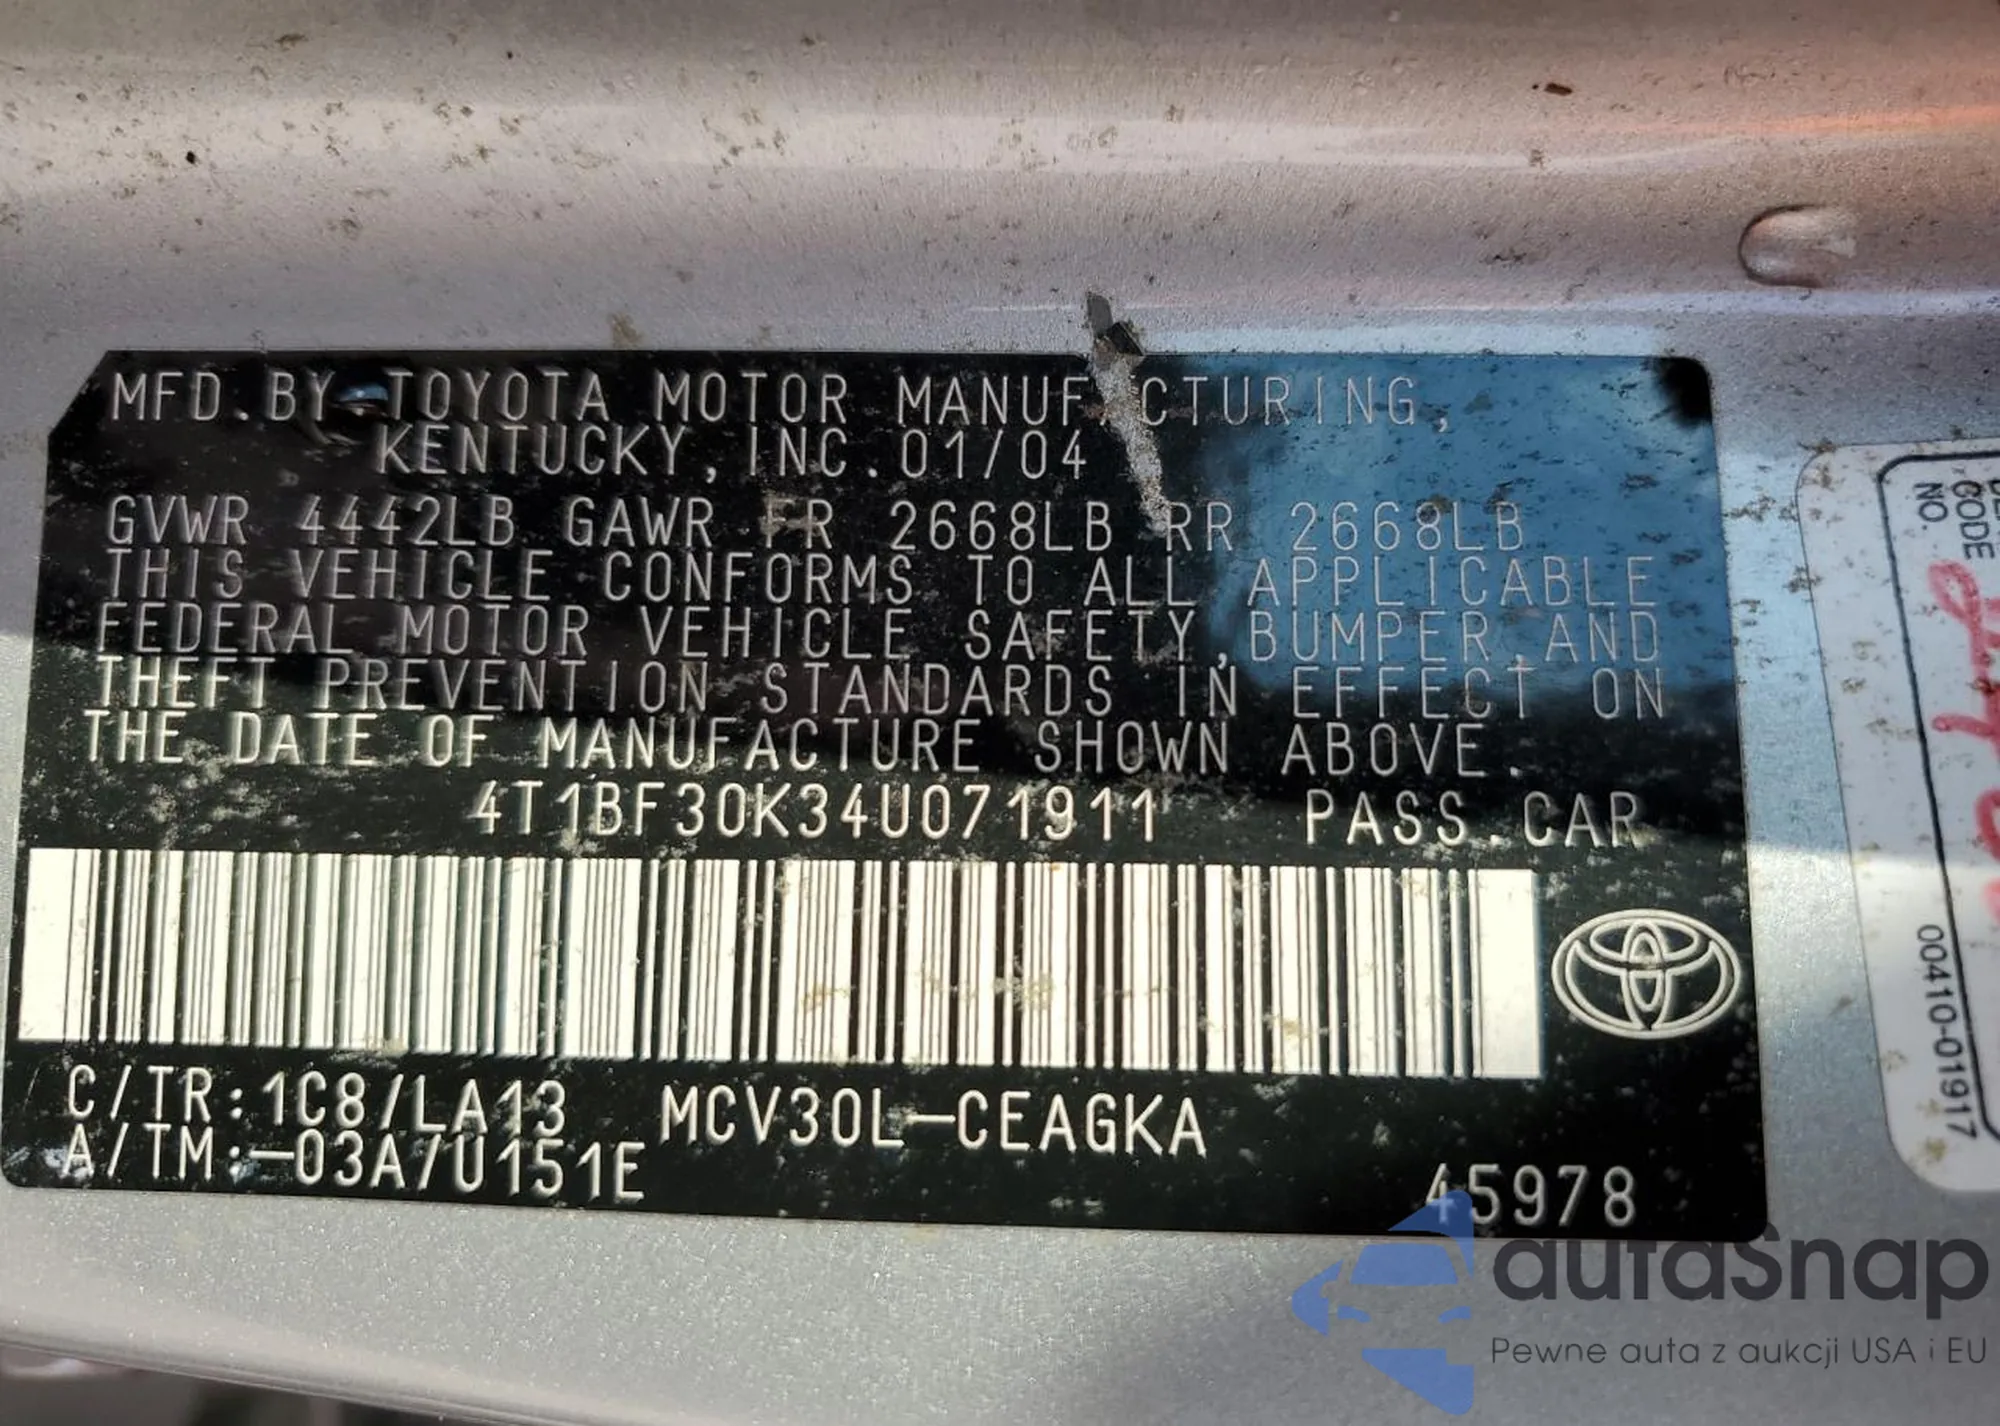 MFD.BY TOYOTA MOTOR MANUFACTURING,
KENTUCKY, INC.01/04
GVWR 4442LB GAWR FR 2668LB RR 2668LB
THIS VEHICLE CONFORMS TO ALL APPLICABLE
FEDERAL MOTOR VEHICLE SAFETY,BUMPER,AND
THEFT PREVENTION STANDARDS IN EFFECT ON
THE DATE OF MANUFACTURE SHOWN ABOVE.
4T1BF30K34U071911 PASS.CAR
C/TR:1C8/LA13 MCV30L-CEAGKA
A/TM:-03A/U151E
45978
CODE
NO.
00410-01917
autaSnap
Pewne auta z aukcji USA i EU